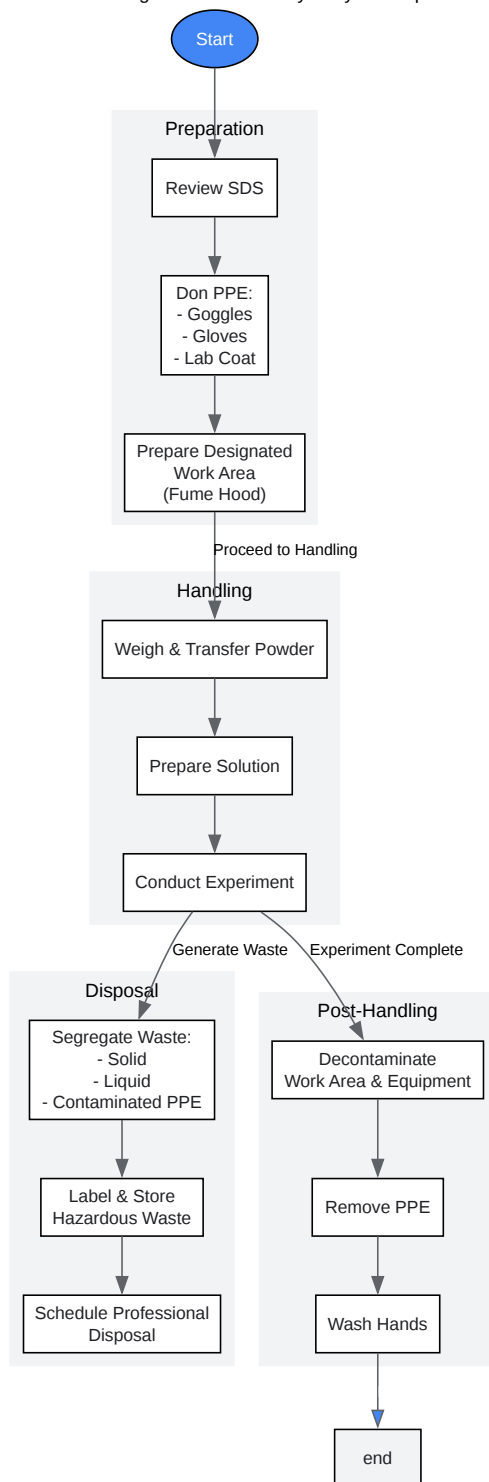 Start
Preparation
Review SDS
Don PPE:
- Goggles
- Gloves
- Lab Coat
Prepare Designated
Work Area
(Fume Hood)
Proceed to Handling
Handling
Weigh & Transfer Powder
Prepare Solution
Conduct Experiment
Generate Waste
Experiment Complete
Disposal
Segregate Waste:
- Solid
- Liquid
- Contaminated PPE
Label & Store
Hazardous Waste
Schedule Professional
Disposal
Post-Handling
Decontaminate
Work Area & Equipment
Remove PPE
Wash Hands
end